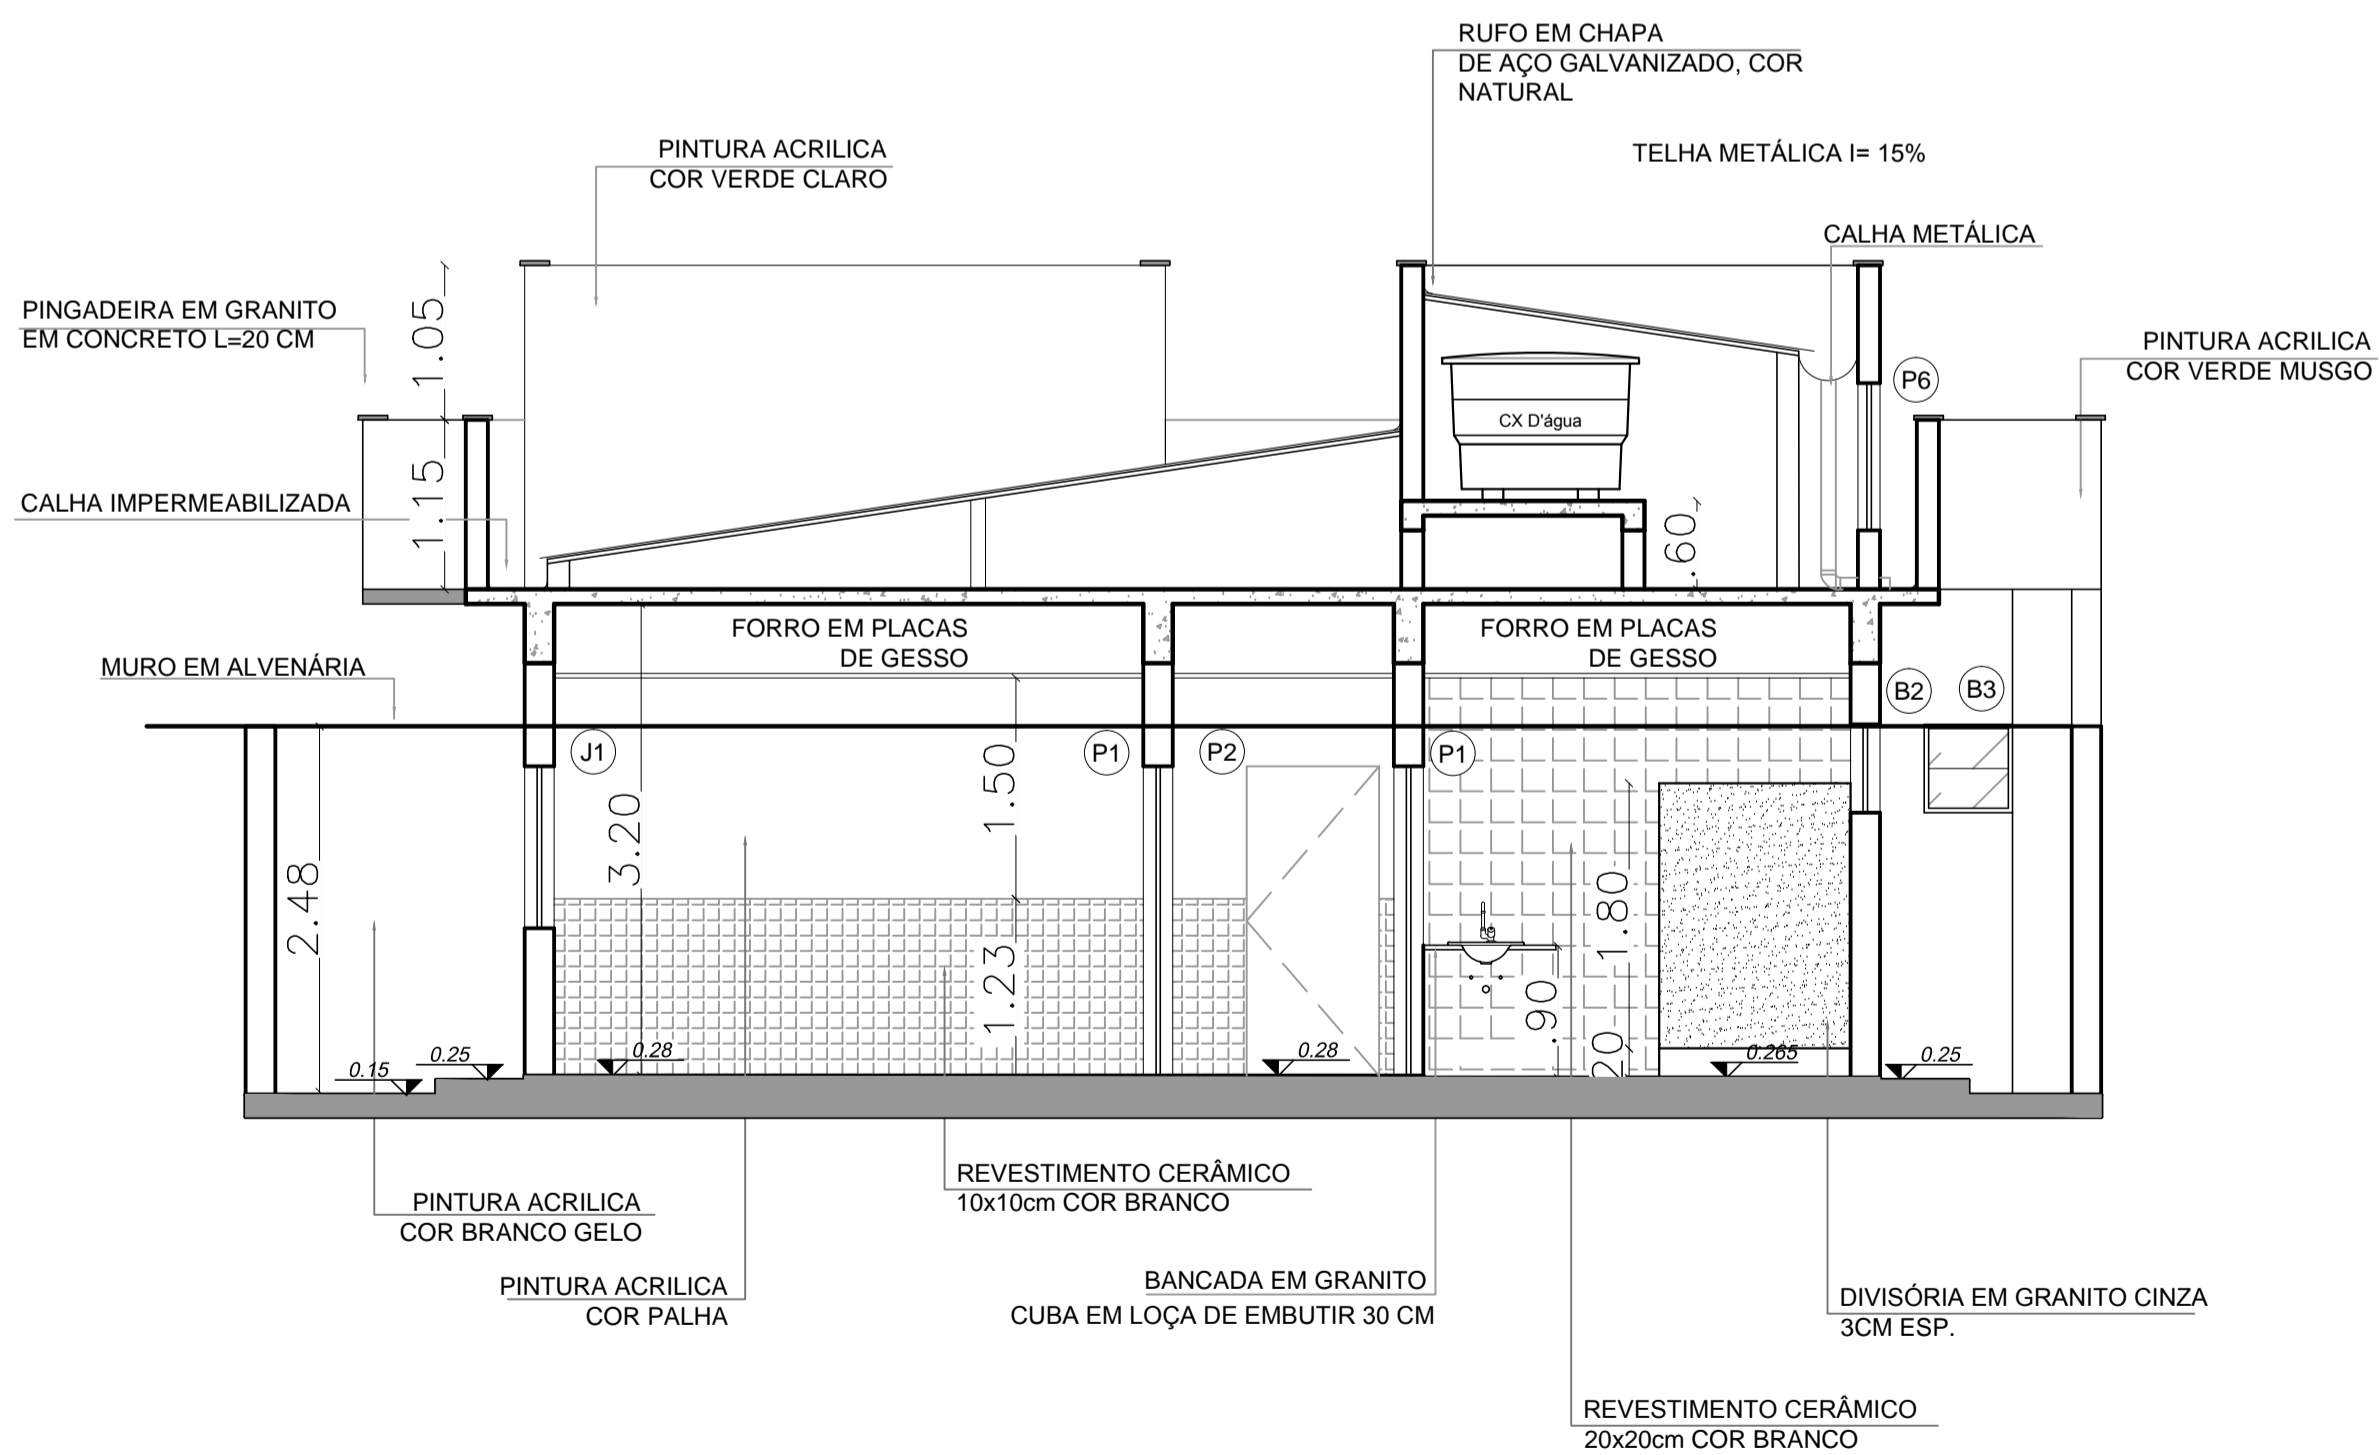 RUFO EM CHAPA
DE AÇO GALVANIZADO, COR
NATURAL
PINTURA ACRILICA
COR VERDE CLARO
TELHA METÁLICA I= 15%
CALHA METÁLICA
PINGADEIRA EM GRANITO
EM CONCRETO L=20 CM
1.05
PINTURA ACRILICA
COR VERDE MUSGO
P6
CX D'água
CALHA IMPERMEABILIZADA
1.15
.60
FORRO EM PLACAS
DE GESSO
FORRO EM PLACAS
DE GESSO
MURO EM ALVENÁRIA
B2
B3
J1
P1
P2
P1
1.50
3.20
2.48
1.80
1.23
.90
20
0.15
0.25
0.28
0.28
0.265
0.25
REVESTIMENTO CERÂMICO
10x10cm COR BRANCO
PINTURA ACRILICA
COR BRANCO GELO
PINTURA ACRILICA
COR PALHA
BANCADA EM GRANITO
CUBA EM LOÇA DE EMBUTIR 30 CM
DIVISÓRIA EM GRANITO CINZA
3CM ESP.
REVESTIMENTO CERÂMICO
20x20cm COR BRANCO